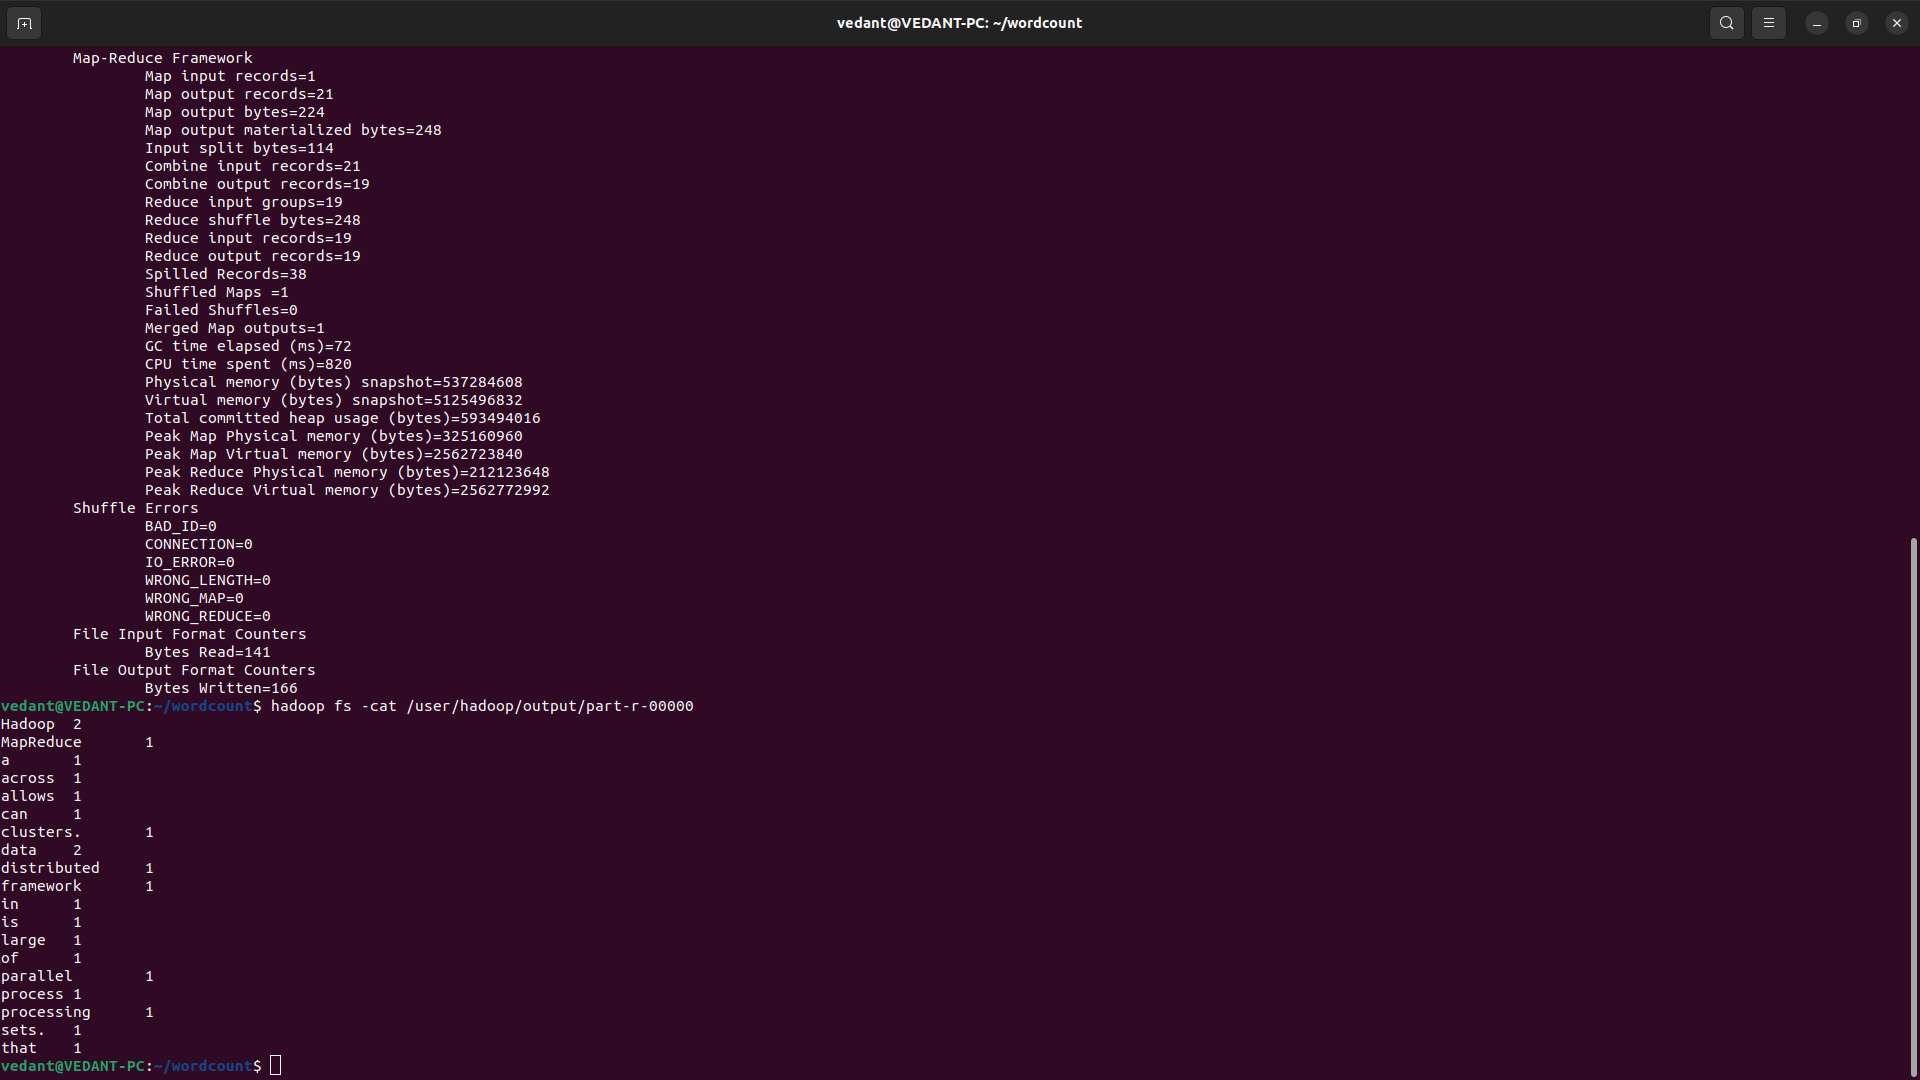 vedant@VEDANT-PC: ~/wordcount
Map-Reduce Framework
Map input records=1
Map output records=21
Map output bytes=224
Map output materialized bytes=248
Input split bytes=114
Combine input records=21
Combine output records=19
Reduce input groups=19
Reduce shuffle bytes=248
Reduce input records=19
Reduce output records=19
Spilled Records=38
Shuffled Maps =1
Failed Shuffles=0
Merged Map outputs=1
GC time elapsed (ms)=72
CPU time spent (ms)=820
Physical memory (bytes) snapshot=537284608
Virtual memory (bytes) snapshot=5125496832
Total committed heap usage (bytes)=593494016
Peak Map Physical memory (bytes)=325160960
Peak Map Virtual memory (bytes)=2562723840
Peak Reduce Physical memory (bytes)=212123648
Peak Reduce Virtual memory (bytes)=2562772992
Shuffle Errors
BAD_ID=0
CONNECTION=0
IO_ERROR=0
WRONG_LENGTH=0
WRONG_MAP=0
WRONG_REDUCE=0
File Input Format Counters
Bytes Read=141
File Output Format Counters
Bytes Written=166
vedant@VEDANT-PC:~/wordcount$ hadoop fs -cat /user/hadoop/output/part-r-00000
Hadoop 2
MapReduce 1
a 1
across 1
allows 1
can 1
clusters. 1
data 2
distributed 1
framework 1
in 1
is 1
large 1
of 1
parallel 1
process 1
processing 1
sets. 1
that 1
vedant@VEDANT-PC:~/wordcount$